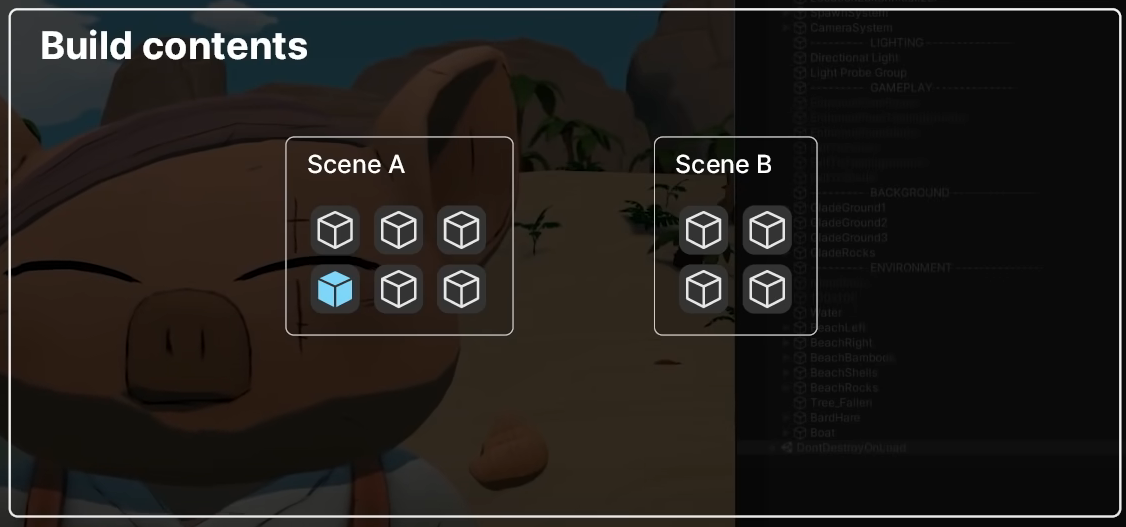 Build contents
Scene A
Scene B
SpawnSystem
CameraSystem
LIGHTING
Directional Light
Light Probe Group
GAMEPLAY
BACKGROUND
GladeGround1
GladeGround2
GladeGround3
GladeRocks
ENVIRONMENT
Water
BeachLeft
BeachRight
BeachBamboos
BeachShells
BeachRocks
Tree_Fallen
BardHare
Boat
DontDestroyOnLoad